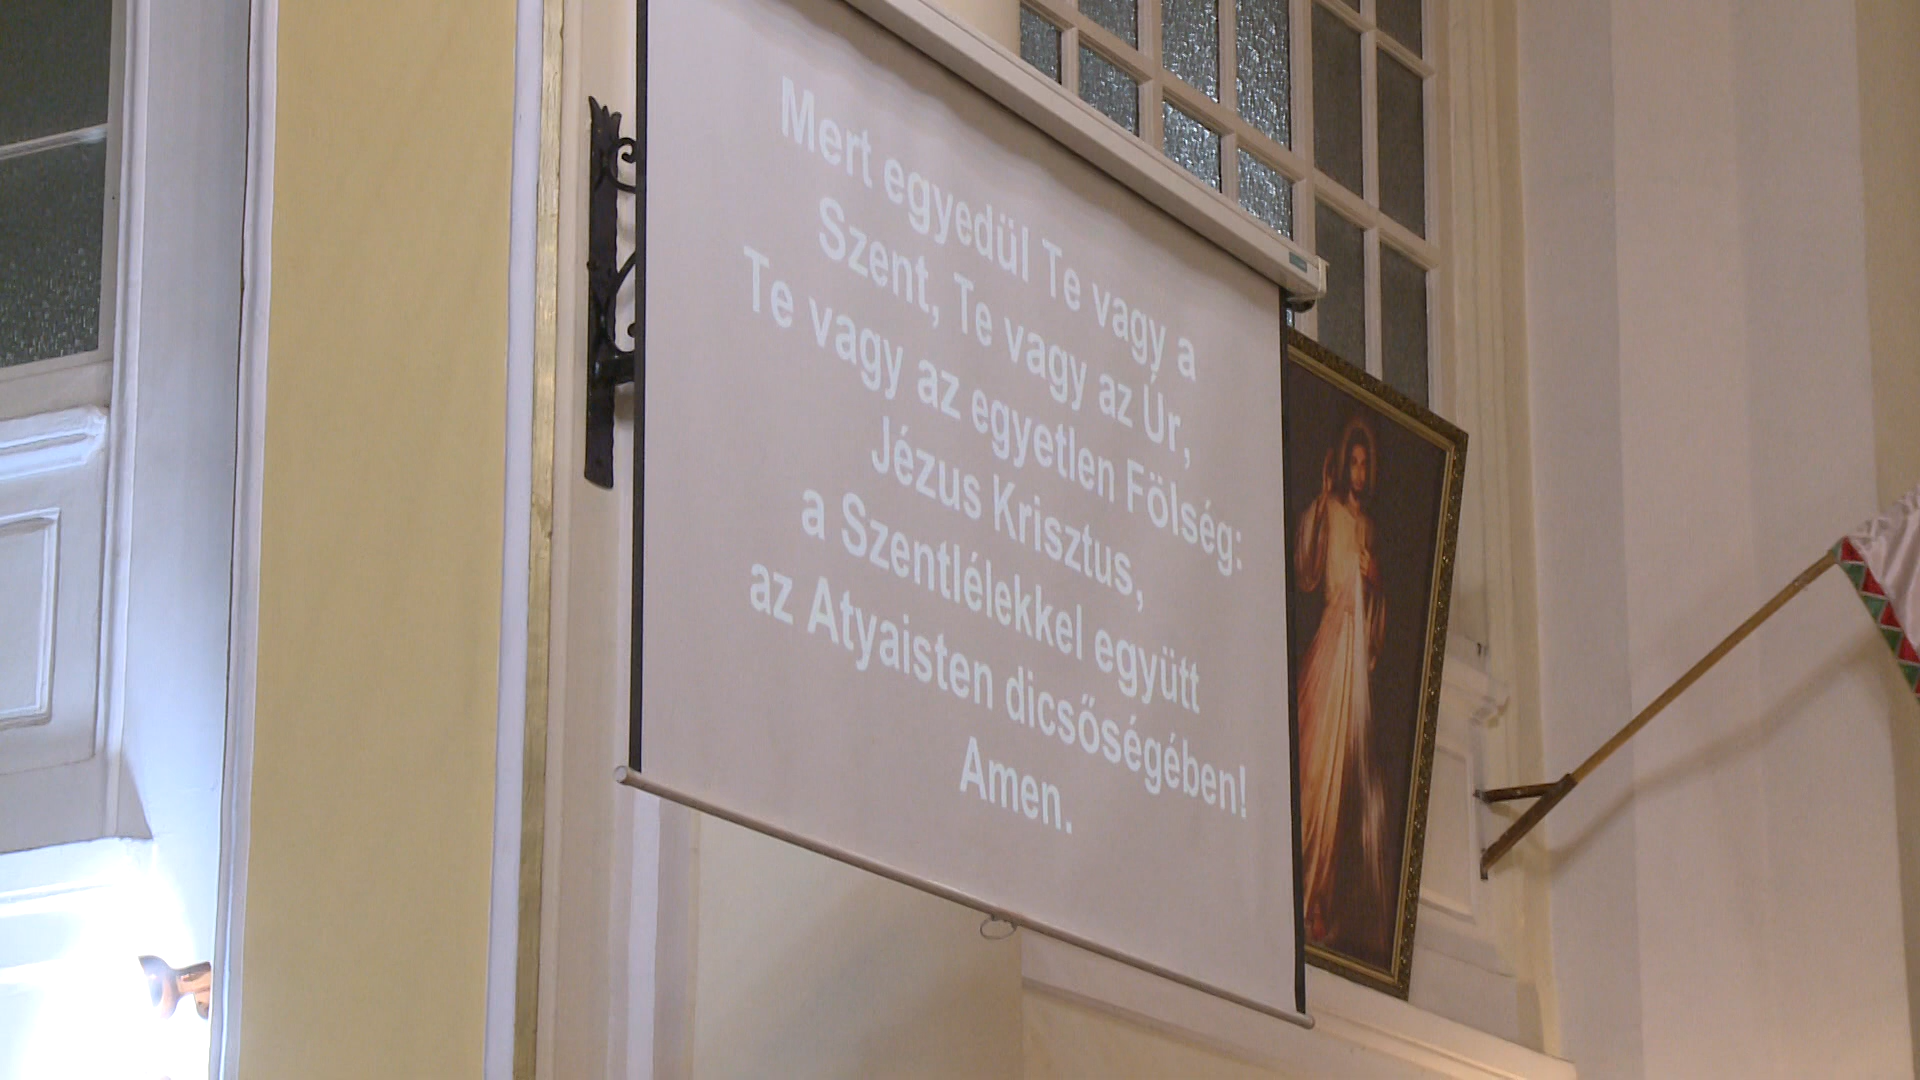 Mert egyedül Te vagy a
Szent, Te vagy az Úr,
Te vagy az egyetlen Fölség:
Jézus Krisztus,
a Szentlélekkel együtt
az Atyaisten dicsőségében!
Amen.